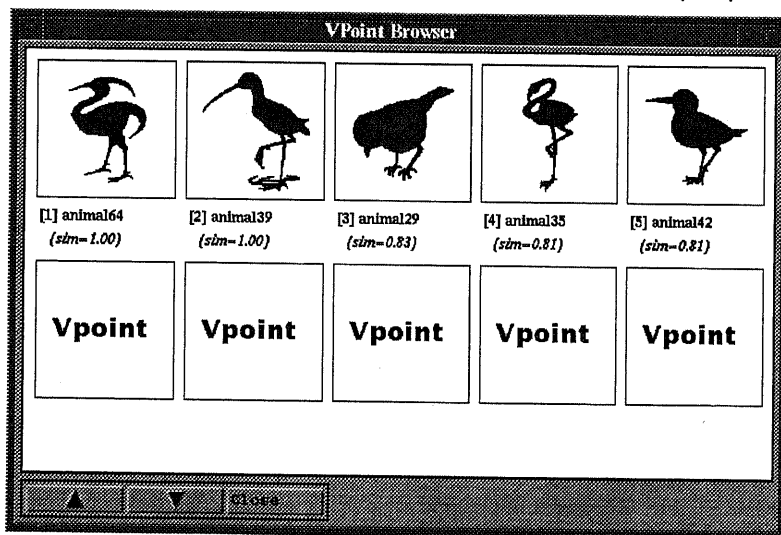 VPoint Browser
[1] animal64
(sim=1.00)
[2] animal39
(sim=1.00)
[3] animal29
(sim=0.83)
[4] animal35
(sim=0.81)
[5] animal42
(sim=0.81)
Vpoint
Vpoint
Vpoint
Vpoint
Vpoint
Close